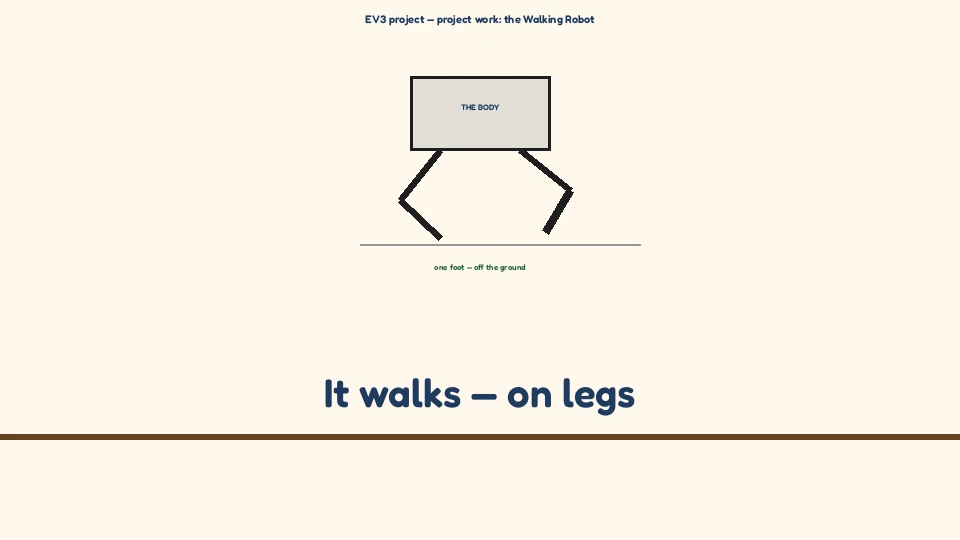 EV3 project — project work: the Walking Robot
THE BODY
one foot — off the ground
It walks — on legs